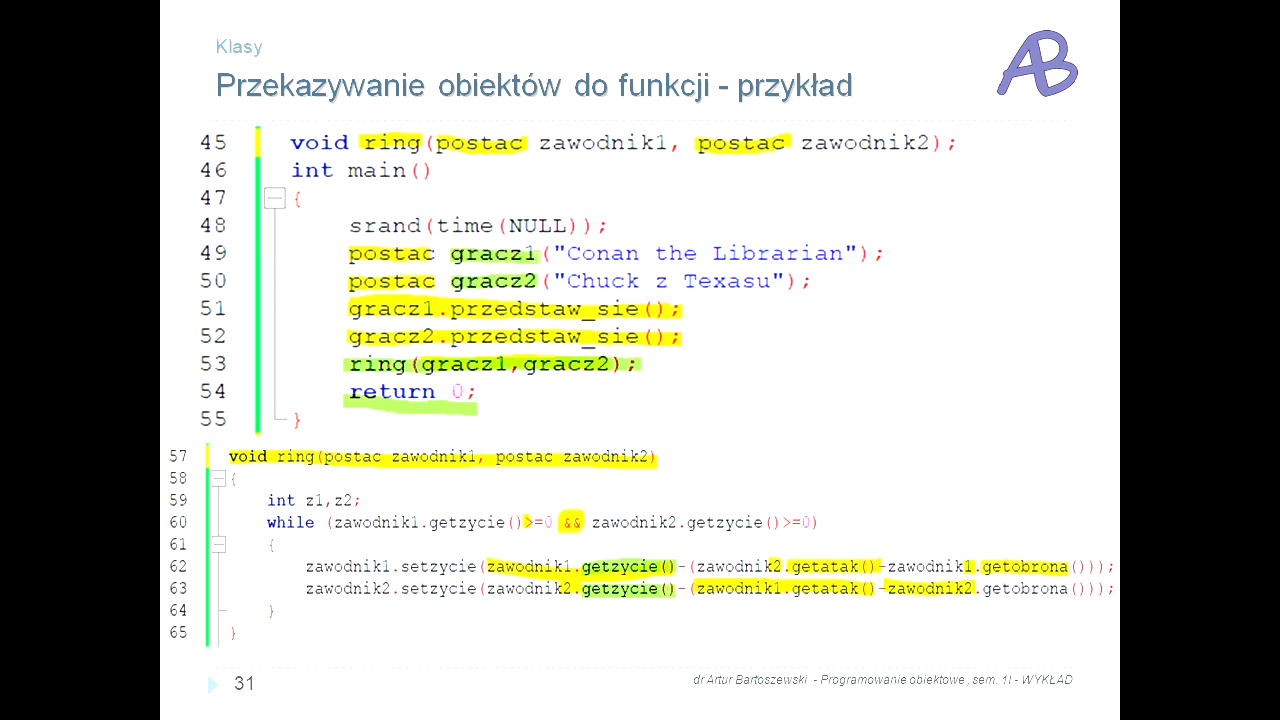 Klasy
Przekazywanie obiektów do funkcji - przykład
AB
45 void ring(postac zawodnik1, postac zawodnik2);
46 int main()
47 {
48 srand(time(NULL));
49 postac gracz1("Conan the Librarian");
50 postac gracz2("Chuck z Texasu");
51 gracz1.przedstaw_sie();
52 gracz2.przedstaw_sie();
53 ring(gracz1,gracz2);
54 return 0;
55 }
57 void ring(postac zawodnik1, postac zawodnik2)
58 {
59 int z1,z2;
60 while (zawodnik1.getzycie()>=0 && zawodnik2.getzycie()>=0)
61 {
62 zawodnik1.setzycie(zawodnik1.getzycie()-(zawodnik2.getatak()-zawodnik1.getobrona()));
63 zawodnik2.setzycie(zawodnik2.getzycie()-(zawodnik1.getatak()-zawodnik2.getobrona()));
64 }
65 }
31
dr Artur Bartoszewski - Programowanie obiektowe, sem. 1I - WYKŁAD